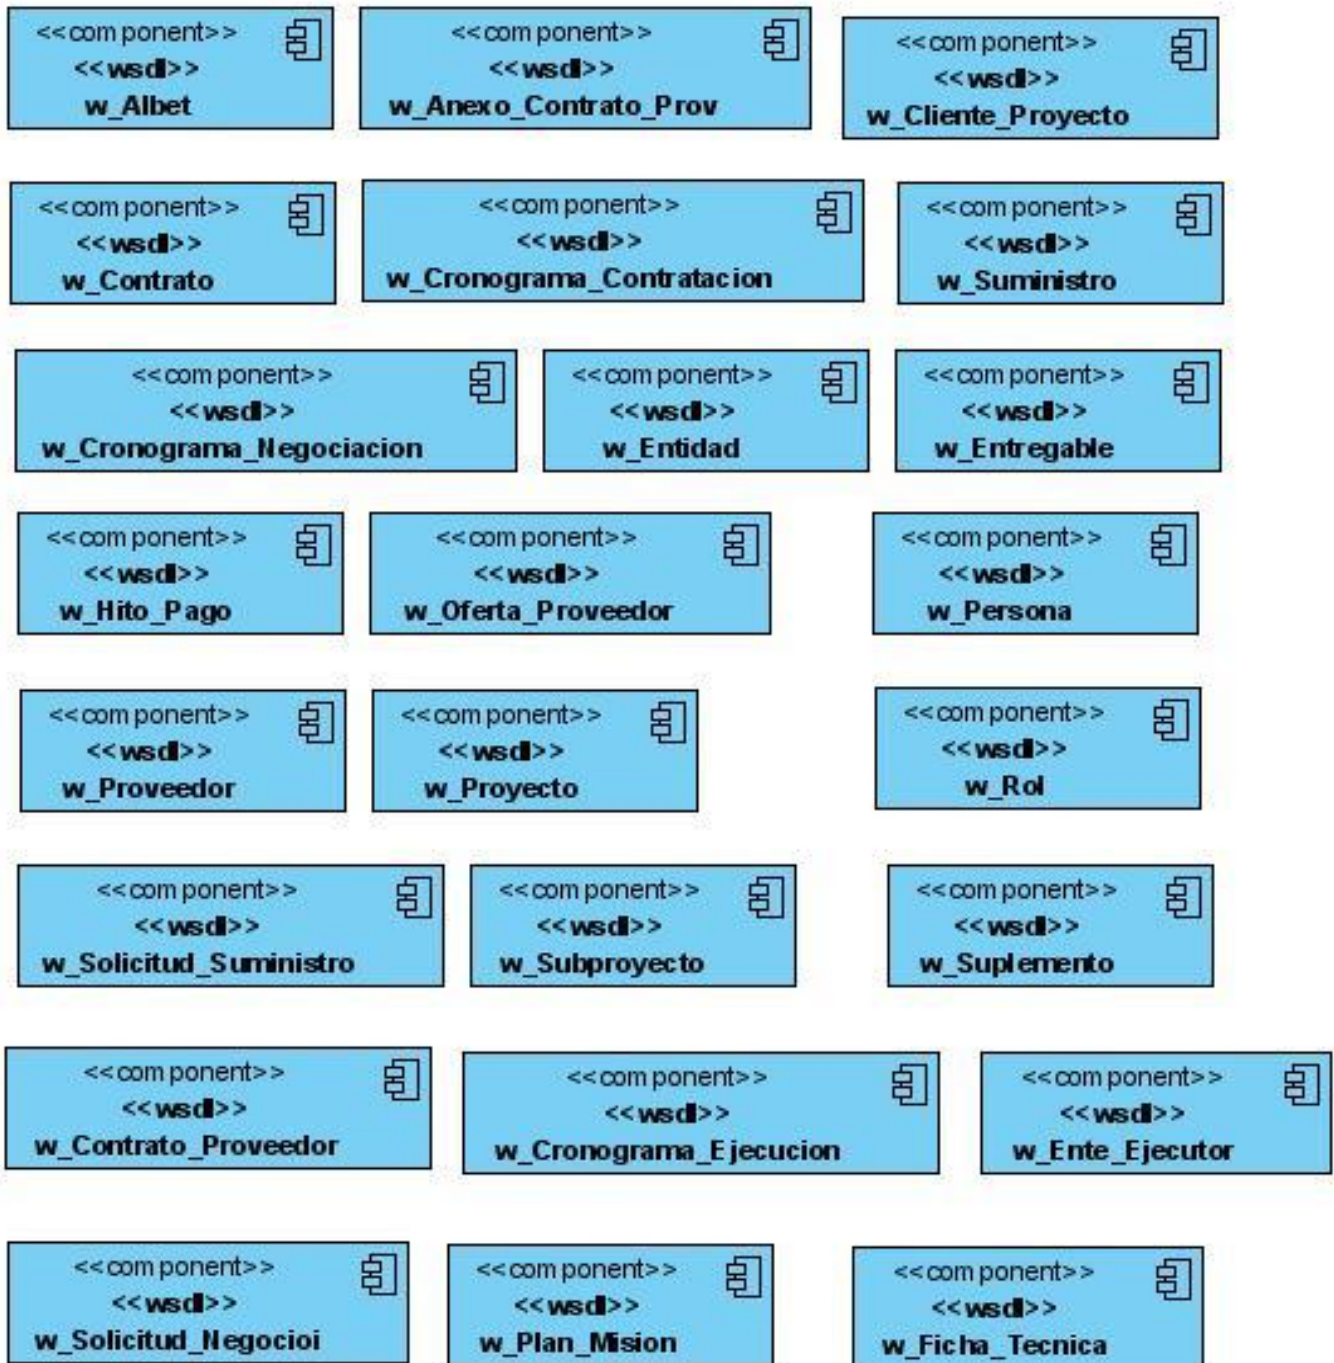 <<component>>
<<wsdl>>
w_Albet
<<component>>
<<wsdl>>
w_Anexo_Contrato_Prov
<<component>>
<<wsdl>>
w_Cliente_Proyecto
<<component>>
<<wsdl>>
w_Contrato
<<component>>
<<wsdl>>
w_Cronograma_Contratacion
<<component>>
<<wsdl>>
w_Suministro
<<component>>
<<wsdl>>
w_Cronograma_Negociacion
<<component>>
<<wsdl>>
w_Entidad
<<component>>
<<wsdl>>
w_Entregable
<<component>>
<<wsdl>>
w_Hito_Pago
<<component>>
<<wsdl>>
w_Oferta_Proveedor
<<component>>
<<wsdl>>
w_Persona
<<component>>
<<wsdl>>
w_Proveedor
<<component>>
<<wsdl>>
w_Proyecto
<<component>>
<<wsdl>>
w_Rol
<<component>>
<<wsdl>>
w_Solicitud_Suministro
<<component>>
<<wsdl>>
w_Subproyecto
<<component>>
<<wsdl>>
w_Suplemento
<<component>>
<<wsdl>>
w_Contrato_Proveedor
<<component>>
<<wsdl>>
w_Cronograma_Ejecucion
<<component>>
<<wsdl>>
w_Ente_Ejecutor
<<component>>
<<wsdl>>
w_Solicitud_Negocioi
<<component>>
<<wsdl>>
w_Plan_Mision
<<component>>
<<wsdl>>
w_Ficha_Tecnica